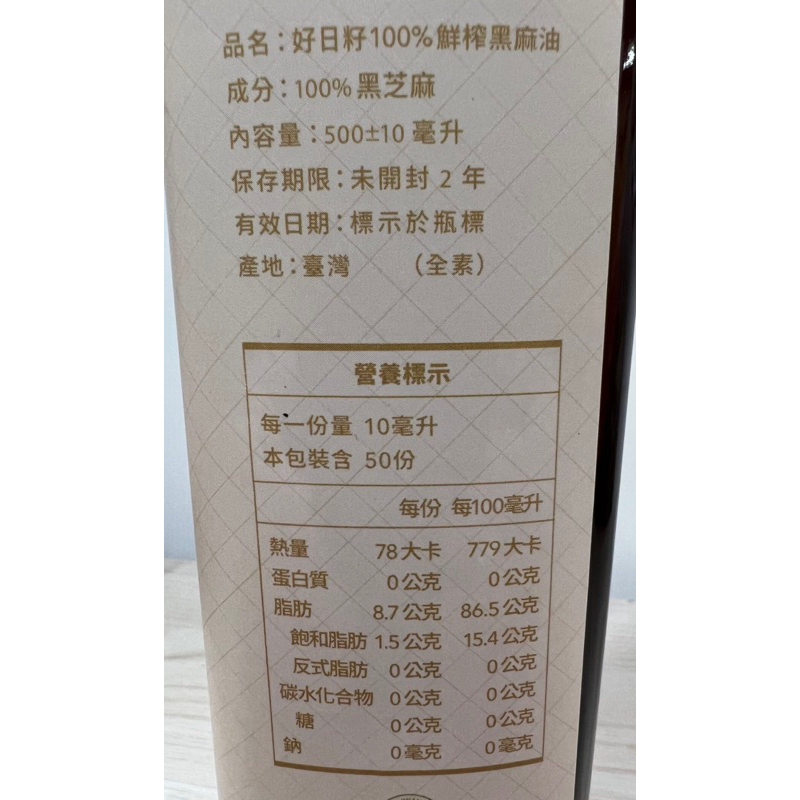 品名：好日籽100%鮮榨黑麻油
成分：100%黑芝麻
內容量：500±10 毫升
保存期限：未開封 2 年
有效日期：標示於瓶標
產地：臺灣 （全素）
營養標示
每一份量 10毫升
本包裝含 50份
每份 每100毫升
熱量 78大卡 779大卡
蛋白質 0公克 0公克
脂肪 8.7公克 86.5公克
飽和脂肪 1.5公克 15.4公克
反式脂肪 0公克 0公克
碳水化合物 0公克 0公克
糖 0公克 0公克
鈉 0毫克 0毫克